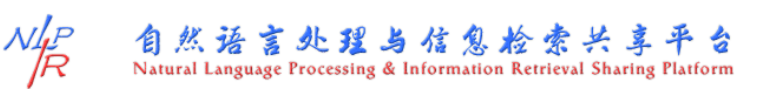 NLP
IR
自然语言处理与信息检索共享平台
Natural Language Processing & Information Retrieval Sharing Platform